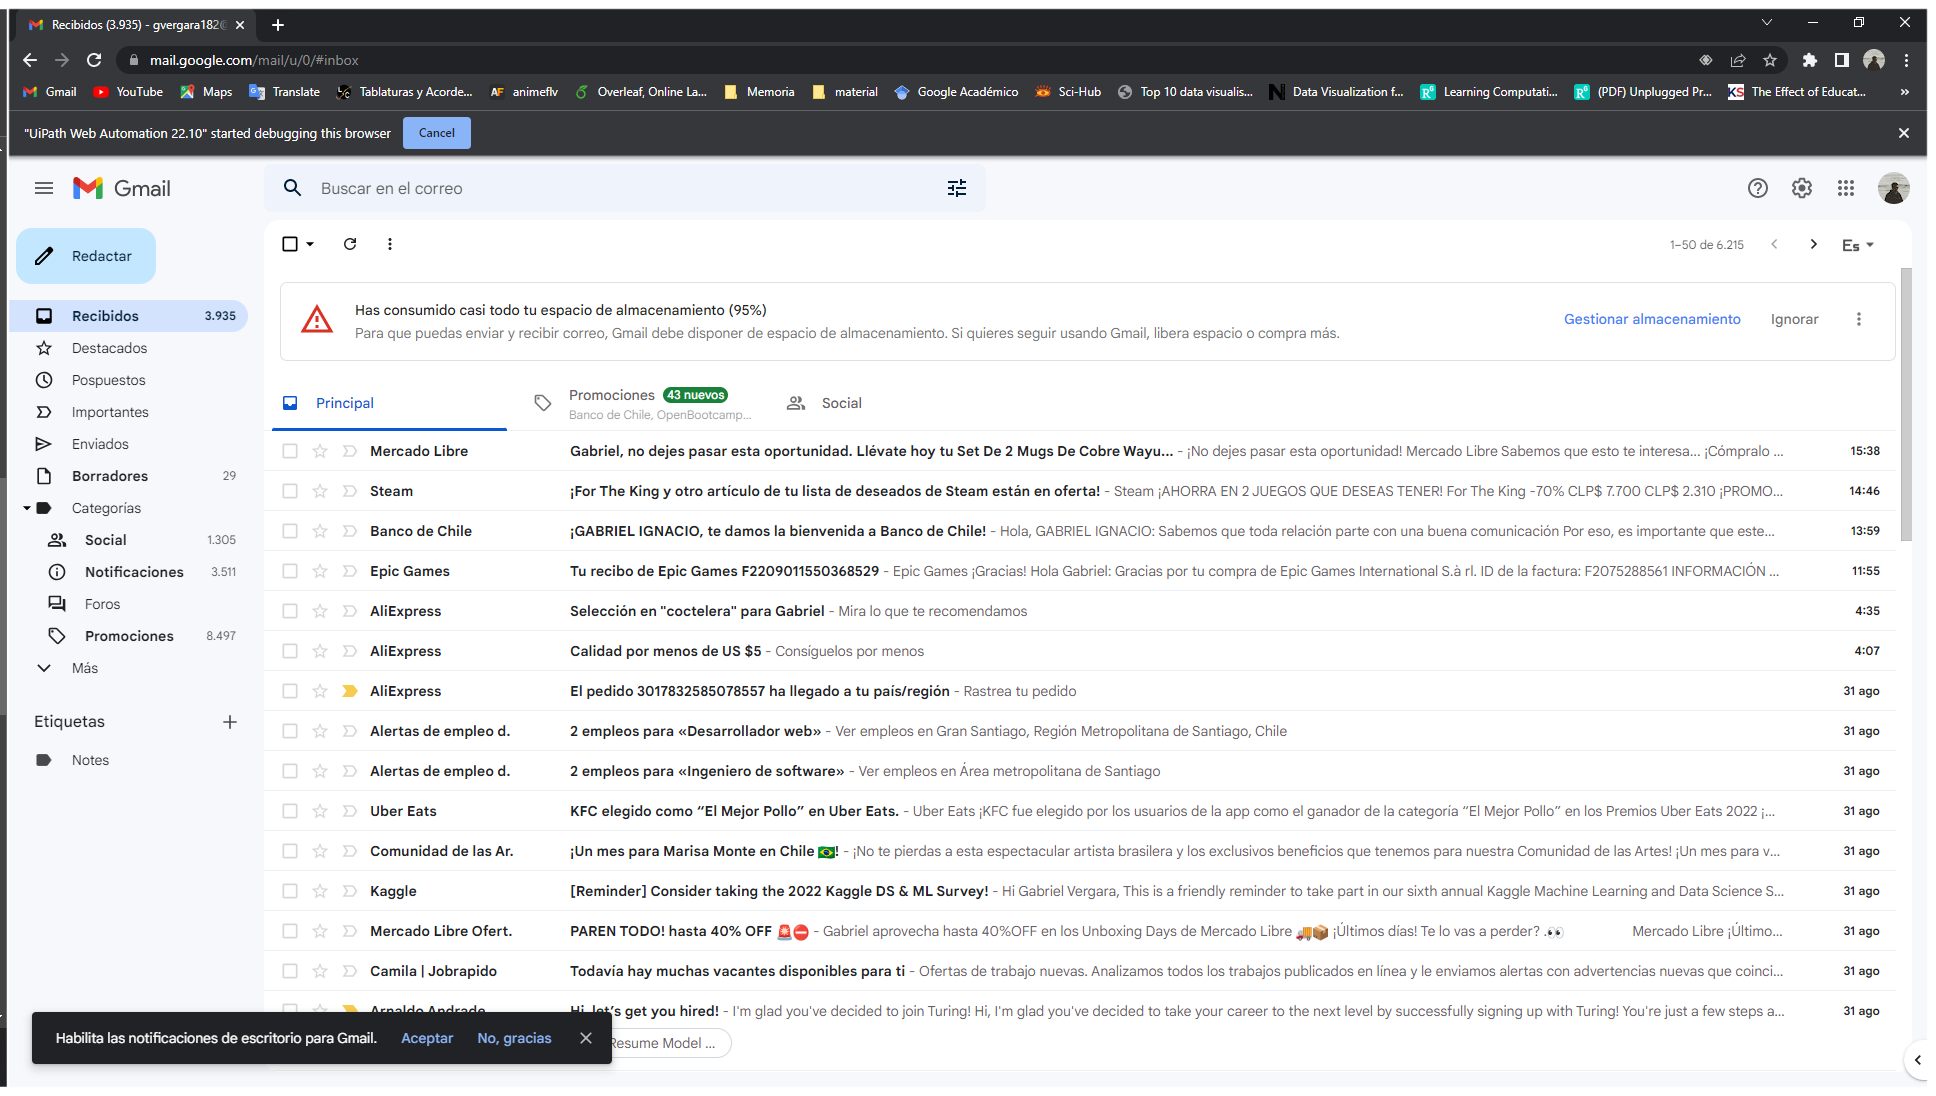 Recibidos (3.935) - gvergara182@
mail.google.com/mail/u/0/#inbox
Gmail YouTube Maps Translate Tablaturas y Acorde... animeflv Overleaf, Online La... Memoria material Google Académico Sci-Hub Top 10 data visualis... Data Visualization f... Learning Computati... (PDF) Unplugged Pr... The Effect of Educat... »
"UiPath Web Automation 22.10" started debugging this browser Cancel
Gmail
Buscar en el correo
Redactar
1–50 de 6.215
Es
Recibidos 3.935
Destacados
Pospuestos
Importantes
Enviados
Borradores 29
Categorías
Social 1.305
Notificaciones 3.511
Foros
Promociones 8.497
Más
Etiquetas
Notes
Has consumido casi todo tu espacio de almacenamiento (95%)
Para que puedas enviar y recibir correo, Gmail debe disponer de espacio de almacenamiento. Si quieres seguir usando Gmail, libera espacio o compra más.
Gestionar almacenamiento Ignorar
Principal
Promociones 43 nuevos
Banco de Chile, OpenBootcamp...
Social
Mercado Libre Gabriel, no dejes pasar esta oportunidad. Llévate hoy tu Set De 2 Mugs De Cobre Wayu... - ¡No dejes pasar esta oportunidad! Mercado Libre Sabemos que esto te interesa... ¡Cómpralo ... 15:38
Steam ¡For The King y otro artículo de tu lista de deseados de Steam están en oferta! - Steam ¡AHORRA EN 2 JUEGOS QUE DESEAS TENER! For The King -70% CLP$ 7.700 CLP$ 2.310 ¡PROMO... 14:46
Banco de Chile ¡GABRIEL IGNACIO, te damos la bienvenida a Banco de Chile! - Hola, GABRIEL IGNACIO: Sabemos que toda relación parte con una buena comunicación Por eso, es importante que este... 13:59
Epic Games Tu recibo de Epic Games F2209011550368529 - Epic Games ¡Gracias! Hola Gabriel: Gracias por tu compra de Epic Games International S.à rl. ID de la factura: F2075288561 INFORMACIÓN ... 11:55
AliExpress Selección en "coctelera" para Gabriel - Mira lo que te recomendamos 4:35
AliExpress Calidad por menos de US $5 - Consíguelos por menos 4:07
AliExpress El pedido 3017832585078557 ha llegado a tu país/región - Rastrea tu pedido 31 ago
Alertas de empleo d. 2 empleos para «Desarrollador web» - Ver empleos en Gran Santiago, Región Metropolitana de Santiago, Chile 31 ago
Alertas de empleo d. 2 empleos para «Ingeniero de software» - Ver empleos en Área metropolitana de Santiago 31 ago
Uber Eats KFC elegido como “El Mejor Pollo” en Uber Eats. - Uber Eats ¡KFC fue elegido por los usuarios de la app como el ganador de la categoría “El Mejor Pollo” en los Premios Uber Eats 2022 ¡... 31 ago
Comunidad de las Ar. ¡Un mes para Marisa Monte en Chile 🇧🇷! - ¡No te pierdas a esta espectacular artista brasilera y los exclusivos beneficios que tenemos para nuestra Comunidad de las Artes! ¡Un mes para v... 31 ago
Kaggle [Reminder] Consider taking the 2022 Kaggle DS & ML Survey! - Hi Gabriel Vergara, This is a friendly reminder to take part in our sixth annual Kaggle Machine Learning and Data Science S... 31 ago
Mercado Libre Ofert. PAREN TODO! hasta 40% OFF 🚨⛔ - Gabriel aprovecha hasta 40%OFF en los Unboxing Days de Mercado Libre 🚚📦 ¡Últimos días! Te lo vas a perder? .👀 Mercado Libre ¡Último... 31 ago
Camila | Jobrapido Todavía hay muchas vacantes disponibles para ti - Ofertas de trabajo nuevas. Analizamos todos los trabajos publicados en línea y le enviamos alertas con advertencias nuevas que coinci... 31 ago
Arnaldo Andrade Hi, let’s get you hired! - I'm glad you've decided to join Turing! Hi, I'm glad you've decided to take your career to the next level by successfully signing up with Turing! You're just a few steps a... 31 ago
Resume Model ...
Habilita las notificaciones de escritorio para Gmail. Aceptar No, gracias